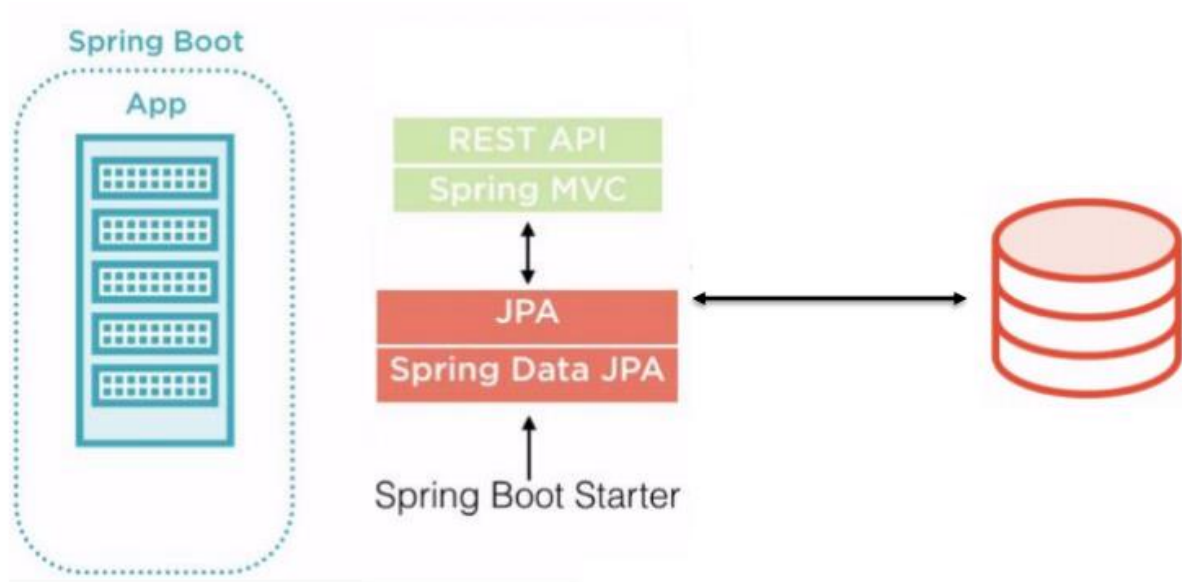 Spring Boot
App
REST API
Spring MVC
JPA
Spring Data JPA
Spring Boot Starter